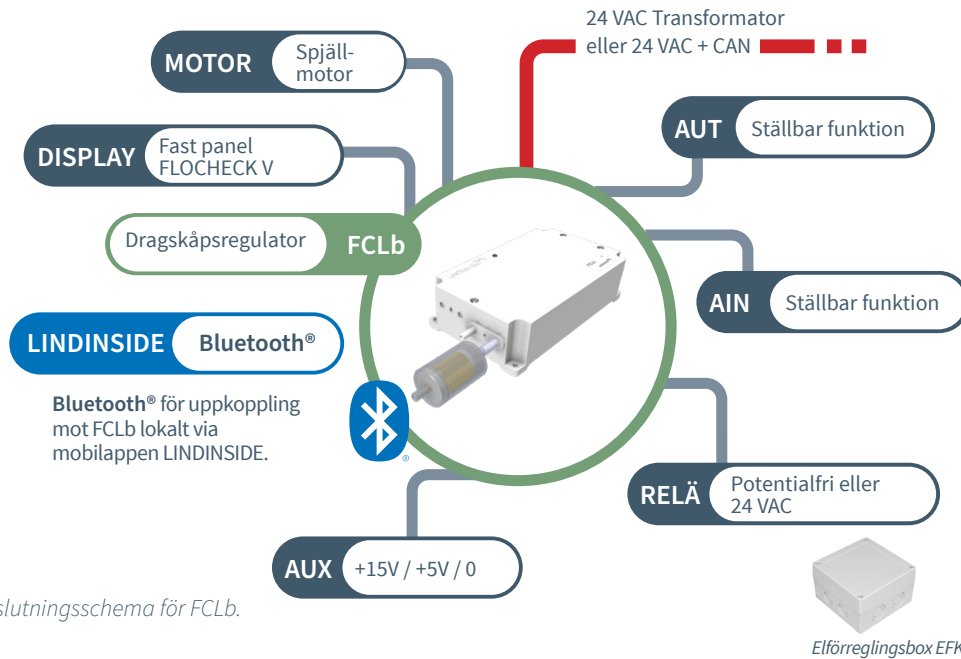 24 VAC Transformator
eller 24 VAC + CAN
MOTOR
Spjäll-
motor
AUT
Ställbar funktion
DISPLAY
Fast panel
FLOCHECK V
Dragskåpsregulator
FCLb
AIN
Ställbar funktion
LINDINSIDE
Bluetooth®
Bluetooth® för uppkoppling
mot FCLb lokalt via
mobilappen LINDINSIDE.
®
RELÄ
Potentialfri eller
24 VAC
AUX
+15V / +5V / 0
slutningsschema för FCLb.
Elförreglingsbox EFK